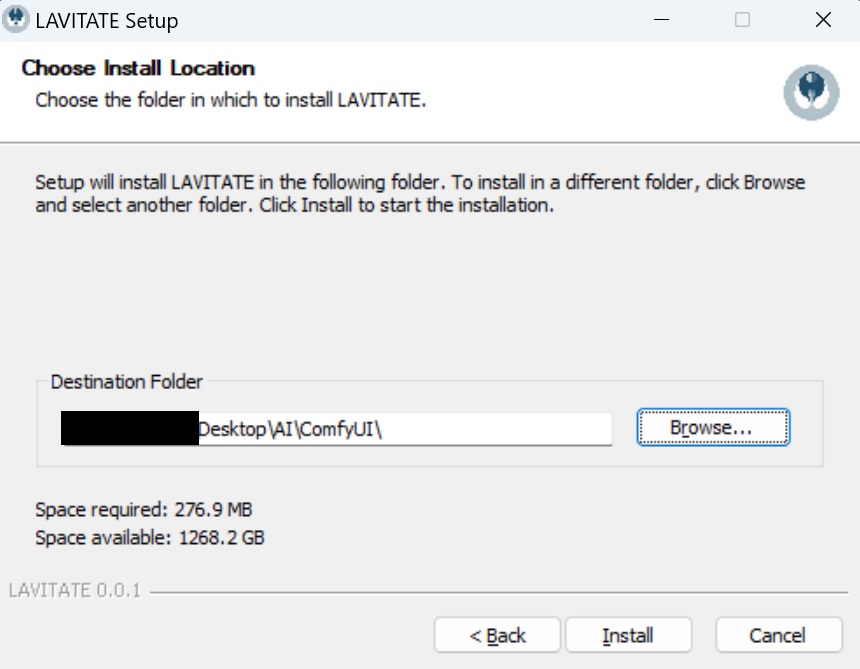 LAVITATE Setup
Choose Install Location
Choose the folder in which to install LAVITATE.
Setup will install LAVITATE in the following folder. To install in a different folder, click Browse
and select another folder. Click Install to start the installation.
Destination Folder
Desktop\AI\ComfyUI\
Browse...
Space required: 276.9 MB
Space available: 1268.2 GB
LAVITATE 0.0.1
< Back
Install
Cancel